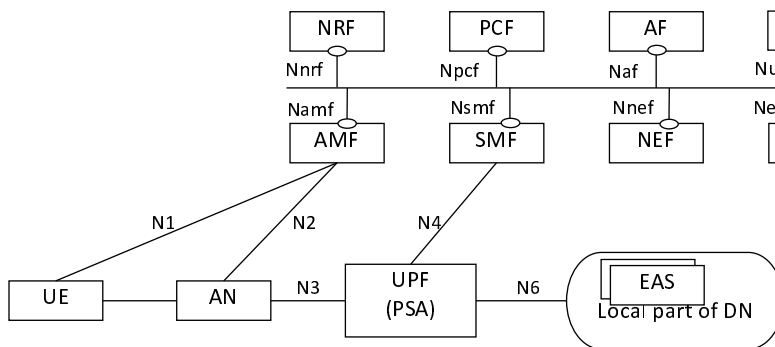 NRF PCF AF
Nnrf Npcf Naf Nu
Namf Nsmf Nnef Ne
AMF SMF NEF
N1 N2 N4
UE AN N3 UPF N6 EAS
(PSA) Local part of DN